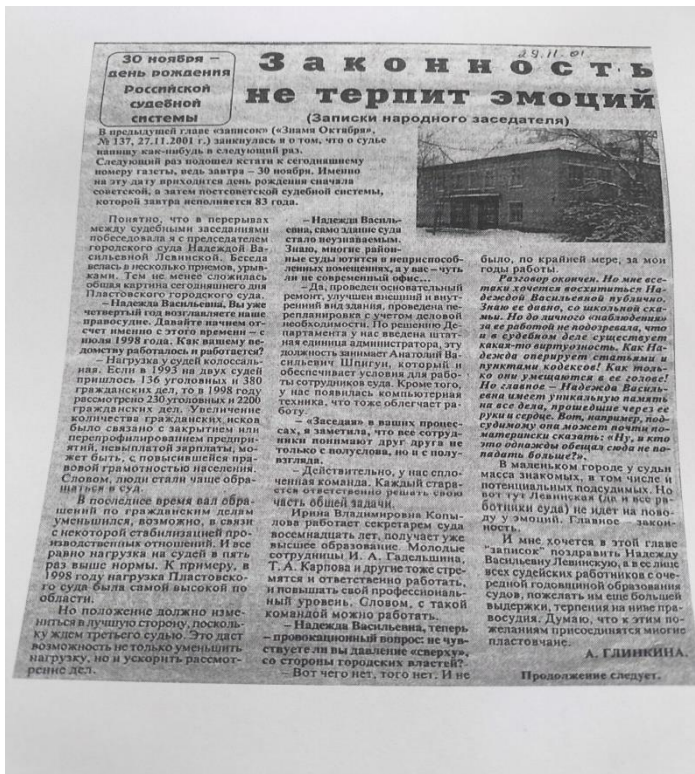 29.11.01
30 ноября –
день рождения
Российской
судебной
системы
Законность
не терпит эмоций
(Записки народного заседателя)
В предыдущей главе «записок» («Знамя Октября»,
№ 137, 27.11.2001 г.) заикнулась я о том, что о судье
напишу как-нибудь в следующий раз.
Следующий раз подошел кстати к сегодняшнему
номеру газеты, ведь завтра – 30 ноября. Именно
на эту дату приходится день рождения сначала
советской, а затем постсоветской судебной системы,
которой завтра исполняется 83 года.
Понятно, что в перерывах
между судебными заседаниями
побеседовала я с председателем
городского суда Надеждой Ва-
сильевной Левинской. Беседа
велась в несколько приемов, урыв-
ками. Тем не менее сложилась
общая картина сегодняшнего дня
Пластовского городского суда.
– Надежда Васильевна, Вы уже
четвертый год возглавляете наше
правосудие. Давайте начнем от-
счет именно с этого времени – с
июля 1998 года. Как вашему ве-
домству работалось и работается?
– Нагрузка у судей колоссаль-
ная. Если в 1993 на двух судей
пришлось 136 уголовных и 380
гражданских дел, то в 1998 году
рассмотрено 230 уголовных и 2200
гражданских дел. Увеличение
количества гражданских исков
было связано с закрытием или
перепрофилированием предпри-
ятий, невыплатой зарплаты, мо-
жет быть, с повысившейся пра-
вовой грамотностью населения.
Словом, люди стали чаще обра-
щаться в суд.
В последнее время вал обра-
щений по гражданским делам
уменьшился, возможно, в связи
с некоторой стабилизацией про-
изводственных отношений. И все
равно нагрузка на судей в пять
раз выше нормы. К примеру, в
1998 году нагрузка Пластовско-
го суда была самой высокой по
области.
Но положение должно изме-
ниться в лучшую сторону, посколь-
ку ждем третьего судью. Это даст
возможность не только уменьшить
нагрузку, но и ускорить рассмот-
рение дел.
– Надежда Василь-
евна, само здание суда
стало неузнаваемым.
Знаю, многие район-
ные суды ютятся в неприспосо-
бленных помещениях, а у вас – чуть
ли не современный офис...
– Да, проведен основательный
ремонт, улучшен внешний и внут-
ренний вид здания, проведена пе-
репланировка с учетом деловой
необходимости. По решению Де-
партамента у нас введена штат-
ная единица администратора, эту
должность занимает Анатолий Ва-
сильевич Шпигун, который и
обеспечивает условия для рабо-
ты сотрудников суда. Кроме того,
у нас появилась компьютерная
техника, что тоже облегчает ра-
боту.
– «Заседая» в ваших процес-
сах, я заметила, что все сотруд-
ники понимают друг друга не
только с полуслова, но и с полу-
взгляда.
– Действительно, у нас спло-
ченная команда. Каждый стара-
ется ответственно решать свою
часть общей задачи.
Ирина Владимировна Копы-
лова работает секретарем суда
восемнадцать лет, получает уже
высшее образование. Молодые
сотрудницы И. А. Гадельшина,
Т. А. Карпова и другие тоже стре-
мятся и ответственно работать,
и повышать свой профессиональ-
ный уровень. Словом, с такой
командой можно работать.
– Надежда Васильевна, теперь
– провокационный вопрос: не чув-
ствуете ли вы давление «сверху»,
со стороны городских властей?
– Вот чего нет, того нет. И не
было, по крайней мере, за мои
годы работы.
Разговор окончен. Но мне все-
таки хочется восхититься На-
деждой Васильевной публично.
Знаю ее давно, со школьной ска-
мьи. Но до личного «наблюдения»
за ее работой не подозревала, что
и в судебном деле существует
какая-то виртуозность. Как На-
дежда оперирует статьями и
пунктами кодексов! Как толь-
ко они умещаются в ее голове!
Но главное – Надежда Василь-
евна имеет уникальную память
на все дела, прошедшие через ее
руки и сердце. Вот, например, под-
судимому она может почти по-
матерински сказать: «Ну, и кто
это однажды обещал сюда не по-
падать больше?».
В маленьком городе у судьи
масса знакомых, в том числе и
потенциальных подсудимых. Но
вот тут Левинская (да и все ра-
ботники суда) не идет на пово-
ду у эмоций. Главное – закон-
ность.
И мне хочется в этой главе
"записок" поздравить Надежду
Васильевну Левинскую, а в ее лице
всех судейских работников с оче-
редной годовщиной образования
судов, пожелать им еще большей
выдержки, терпения на ниве пра-
восудия. Думаю, что к этим по-
желаниям присоединятся многие
пластовчане.
А. ГЛИНКИНА.
Продолжение следует.